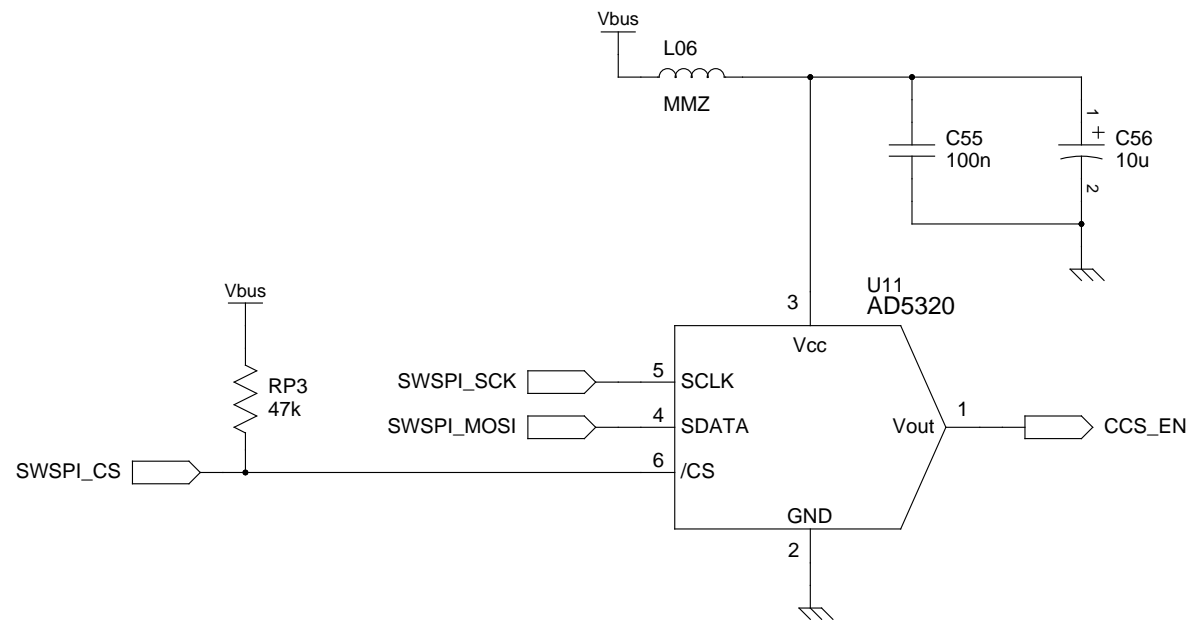 Vbus
L06
MMZ
1
+
C55
100n
C56
10u
2
Vbus
U11
AD5320
3
Vcc
RP3
47k
SWSPI_SCK
5
SCLK
SWSPI_MOSI
4
SDATA
Vout
1
CCS_EN
SWSPI_CS
6
/CS
GND
2